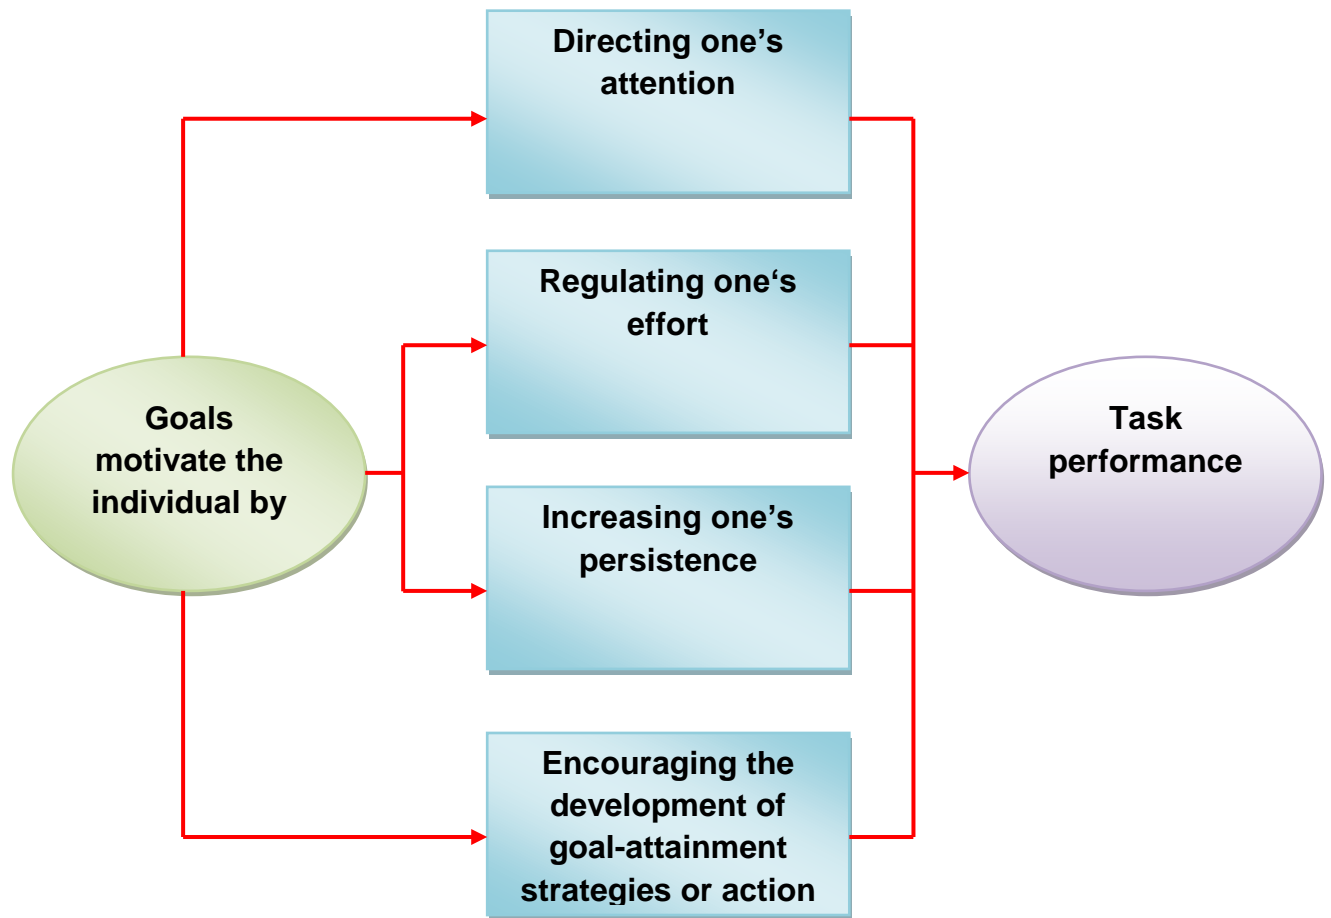 Directing one’s
attention
Regulating one‘s
effort
Goals
motivate the
individual by
Task
performance
Increasing one’s
persistence
Encouraging the
development of
goal-attainment
strategies or action